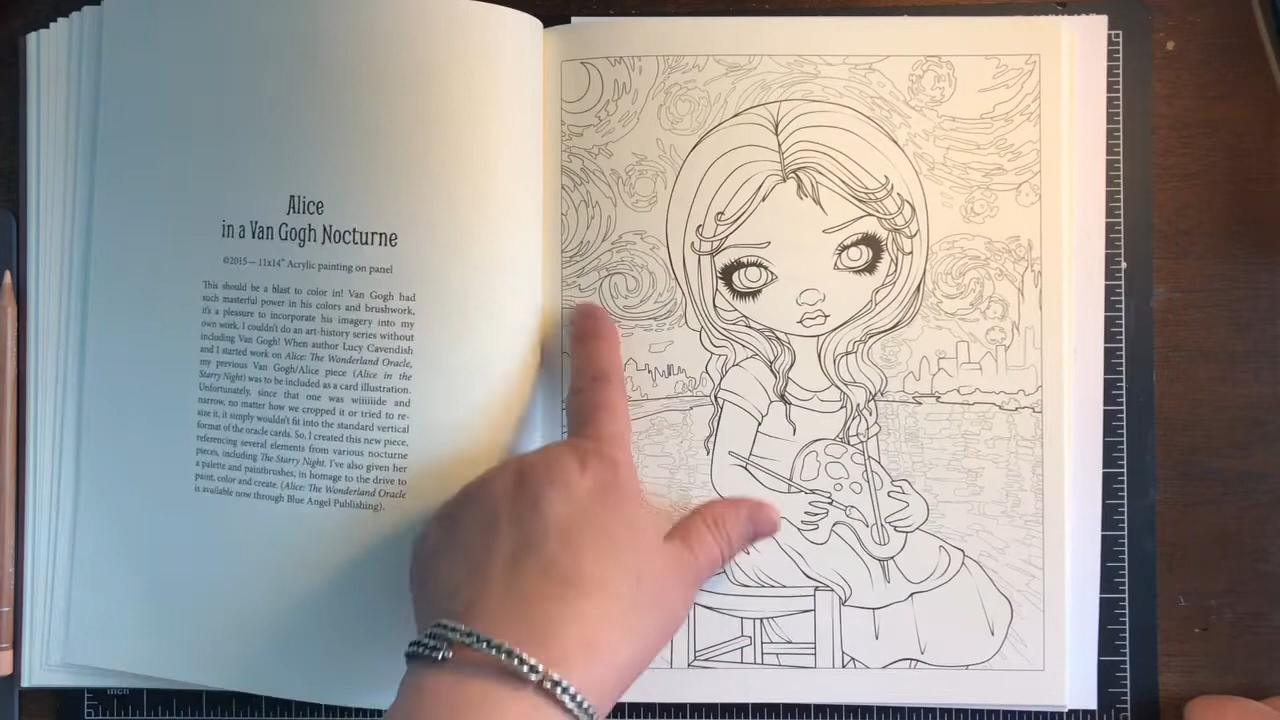 Alice
in a Van Gogh Nocturne
©2015—11x14" Acrylic painting on panel
This should be a blast to color in! Van Gogh had
such masterful power in his colors and brushwork,
it's a pleasure to incorporate his imagery into my
own work. I couldn't do an art-history series without
including Van Gogh! When author Lucy Cavendish
and I started work on Alice: The Wonderland Oracle,
my previous Van Gogh/Alice piece (Alice in the
Starry Night) was to be included as a card illustration.
Unfortunately, since that one was wiiiiide and
narrow, no matter how we cropped it or tried to re-
size it, it simply wouldn't fit into the standard vertical
format of the oracle cards. So, I created this new piece,
referencing several elements from various nocturne
pieces, including The Starry Night. I've also given her
a palette and paintbrushes, in homage to the drive to
paint, color and create. (Alice: The Wonderland Oracle
is available now through Blue Angel Publishing).
inch